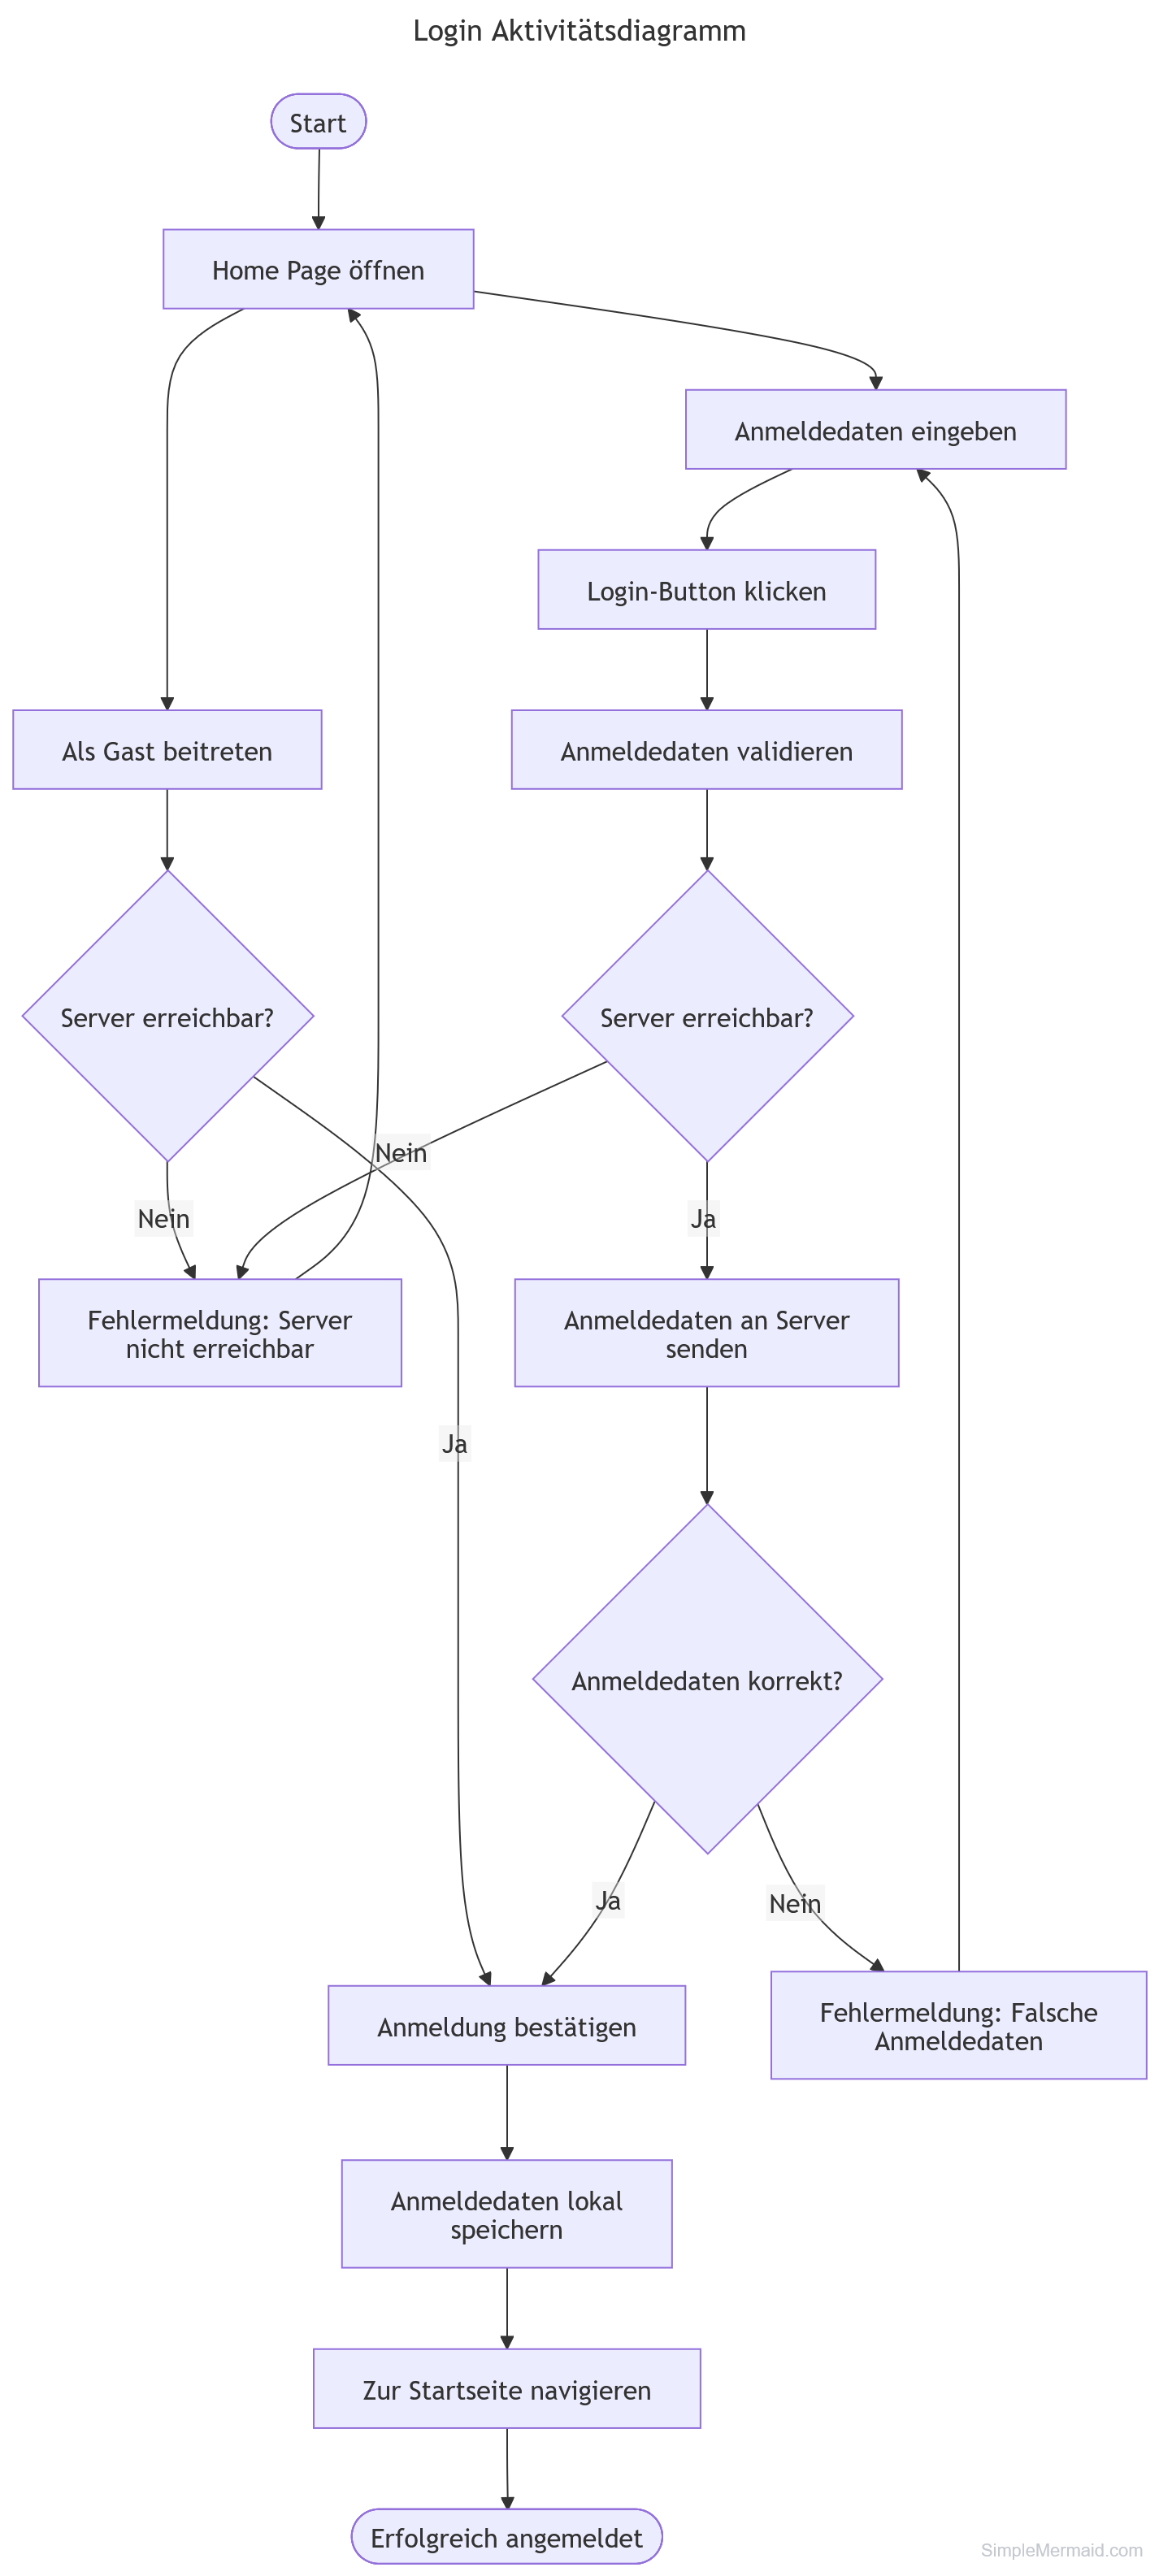 Login Aktivitätsdiagramm
Start
Home Page öffnen
Anmeldedaten eingeben
Login-Button klicken
Als Gast beitreten
Anmeldedaten validieren
Server erreichbar?
Server erreichbar?
Nein
Nein
Ja
Fehlermeldung: Server
nicht erreichbar
Anmeldedaten an Server
senden
Ja
Anmeldedaten korrekt?
Ja
Nein
Anmeldung bestätigen
Fehlermeldung: Falsche
Anmeldedaten
Anmeldedaten lokal
speichern
Zur Startseite navigieren
Erfolgreich angemeldet
SimpleMermaid.com